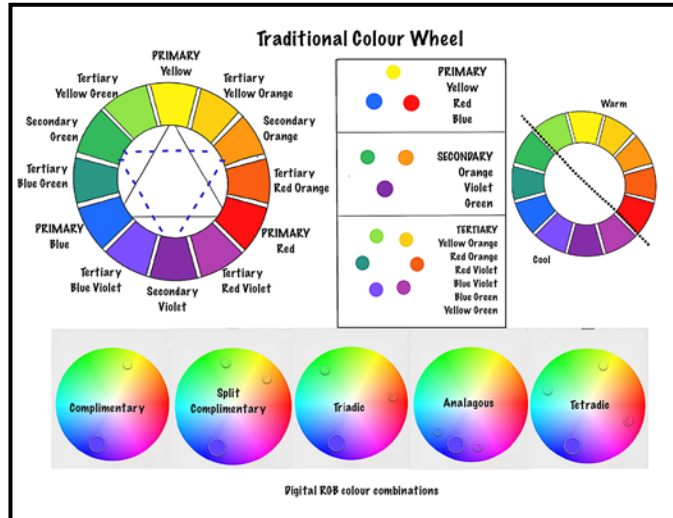 Traditional Colour Wheel
PRIMARY
Yellow
Tertiary
Yellow Green
Tertiary
Yellow Orange
Secondary
Green
Secondary
Orange
Tertiary
Blue Green
Tertiary
Red Orange
PRIMARY
Blue
PRIMARY
Red
Tertiary
Blue Violet
Secondary
Violet
Tertiary
Red Violet
PRIMARY
Yellow
Red
Blue
SECONDARY
Orange
Violet
Green
TERTIARY
Yellow Orange
Red Orange
Red Violet
Blue Violet
Blue Green
Yellow Green
Warm
Cool
Complimentary
Split
Complimentary
Triadic
Analagous
Tetradic
Digital RGB colour combinations